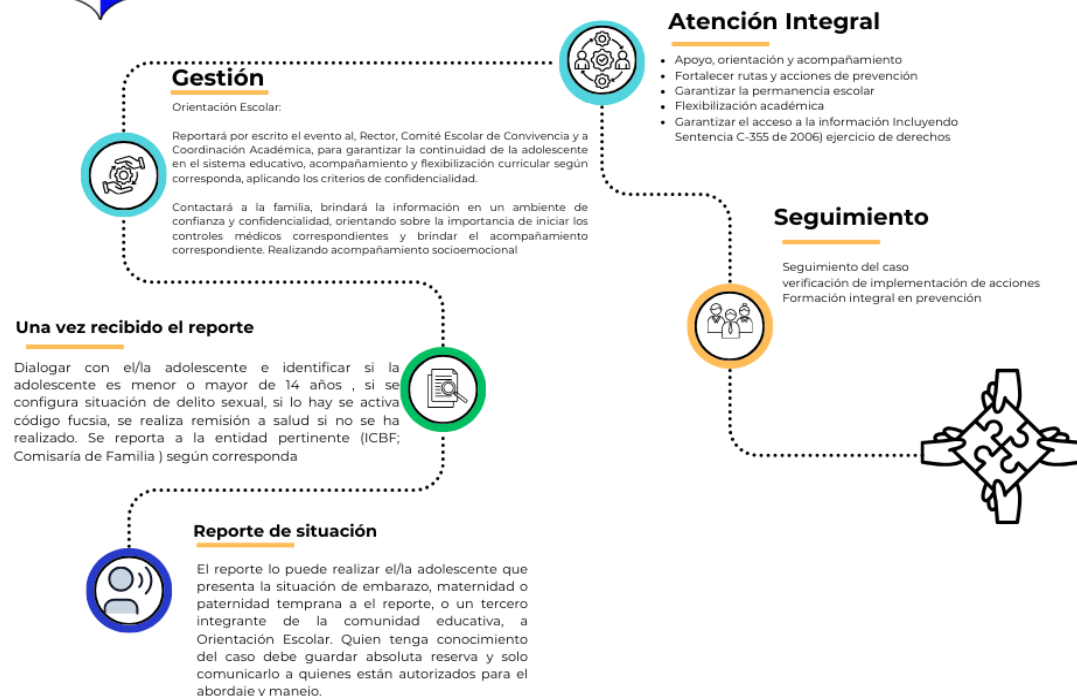 Atención Integral
• Apoyo, orientación y acompañamiento
• Fortalecer rutas y acciones de prevención
• Garantizar la permanencia escolar
• Flexibilización académica
• Garantizar el acceso a la información Incluyendo
Sentencia C-355 de 2006) ejercicio de derechos
Gestión
Orientación Escolar:
Reportará por escrito el evento al, Rector, Comité Escolar de Convivencia y a
Coordinación Académica, para garantizar la continuidad de la adolescente
en el sistema educativo, acompañamiento y flexibilización curricular según
corresponda, aplicando los criterios de confidencialidad.
Contactará a la familia, brindará la información en un ambiente de
confianza y confidencialidad, orientando sobre la importancia de iniciar los
controles médicos correspondientes y brindar el acompañamiento
correspondiente. Realizando acompañamiento socioemocional
Seguimiento
Seguimiento del caso
verificación de implementación de acciones
Formación integral en prevención
Una vez recibido el reporte
Dialogar con el/la adolescente e identificar si la
adolescente es menor o mayor de 14 años , si se
configura situación de delito sexual, si lo hay se activa
código fucsia, se realiza remisión a salud si no se ha
realizado. Se reporta a la entidad pertinente (ICBF;
Comisaría de Familia ) según corresponda
Reporte de situación
El reporte lo puede realizar el/la adolescente que
presenta la situación de embarazo, maternidad o
paternidad temprana a el reporte, o un tercero
integrante de la comunidad educativa, a
Orientación Escolar. Quien tenga conocimiento
del caso debe guardar absoluta reserva y solo
comunicarlo a quienes están autorizados para el
abordaje y manejo.